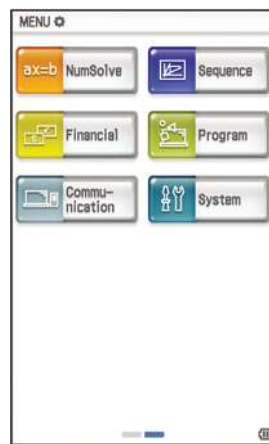 MENU
ax=b NumSolve
Sequence
Financial
Program
Commu-
nication
System